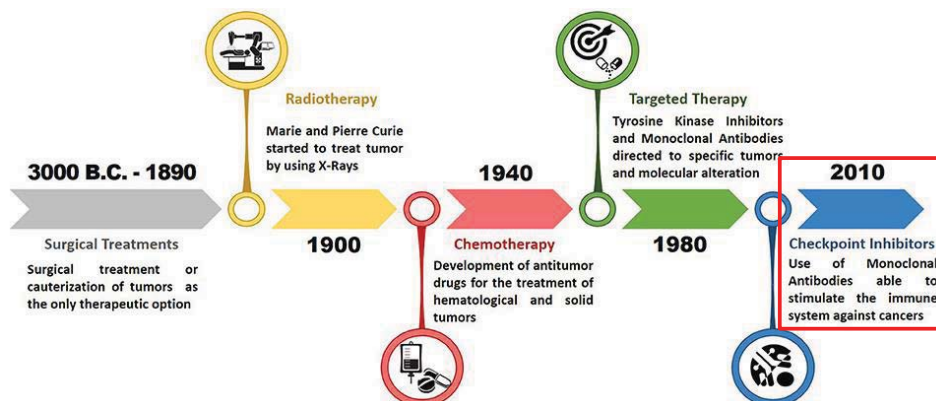 3000 B.C. - 1890
Surgical Treatments
Surgical treatment or
cauterization of tumors as
the only therapeutic option
Radiotherapy
Marie and Pierre Curie
started to treat tumor
by using X-Rays
1900
1940
Chemotherapy
Development of antitumor
drugs for the treatment of
hematological and solid
tumors
Targeted Therapy
Tyrosine Kinase Inhibitors
and Monoclonal Antibodies
directed to specific tumors
and molecular alteration
1980
2010
Checkpoint Inhibitors
Use of Monoclonal
Antibodies able to
stimulate the immune
system against cancers